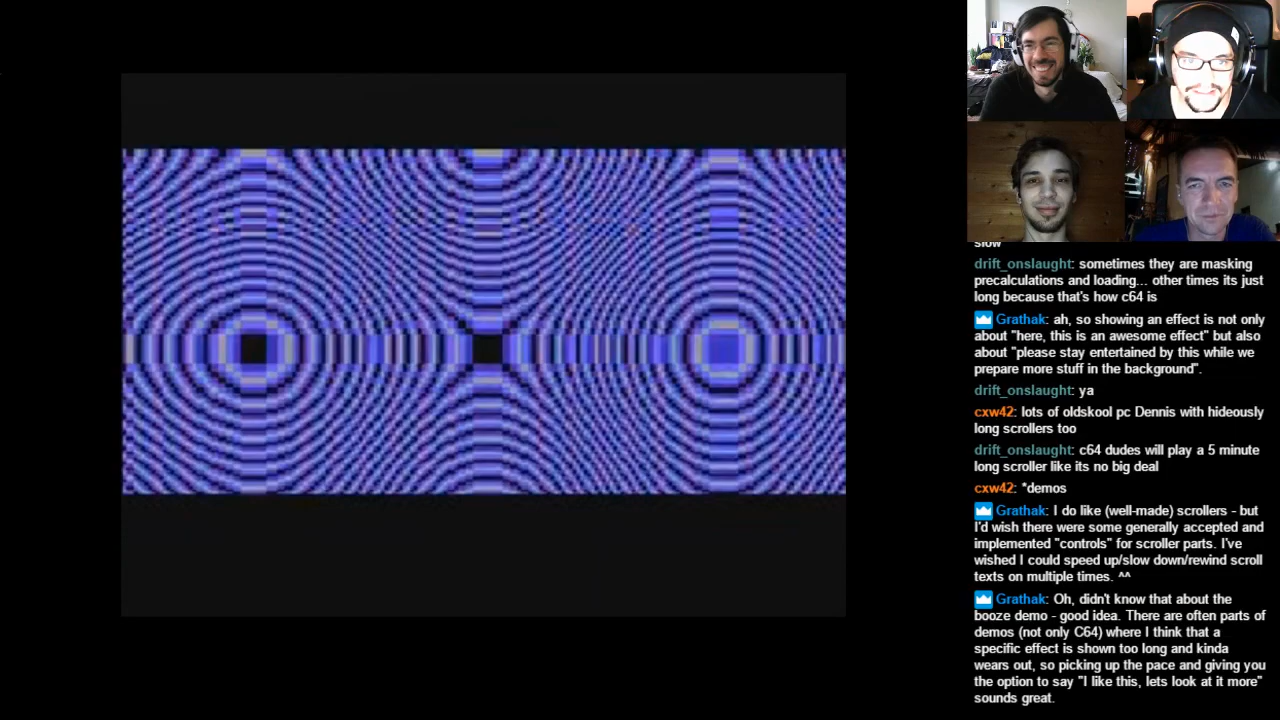 slow
drift_onslaught: sometimes they are masking
precalculations and loading... other times its just
long because that's how c64 is
Grathak: ah, so showing an effect is not only
about "here, this is an awesome effect" but also
about "please stay entertained by this while we
prepare more stuff in the background".
drift_onslaught: ya
cxw42: lots of oldskool pc Dennis with hideously
long scrollers too
drift_onslaught: c64 dudes will play a 5 minute
long scroller like its no big deal
cxw42: *demos
Grathak: I do like (well-made) scrollers - but
I'd wish there were some generally accepted and
implemented "controls" for scroller parts. I've
wished I could speed up/slow down/rewind scroll
texts on multiple times. ^^
Grathak: Oh, didn't know that about the
booze demo - good idea. There are often parts of
demos (not only C64) where I think that a
specific effect is shown too long and kinda
wears out, so picking up the pace and giving you
the option to say "I like this, lets look at it more"
sounds great.